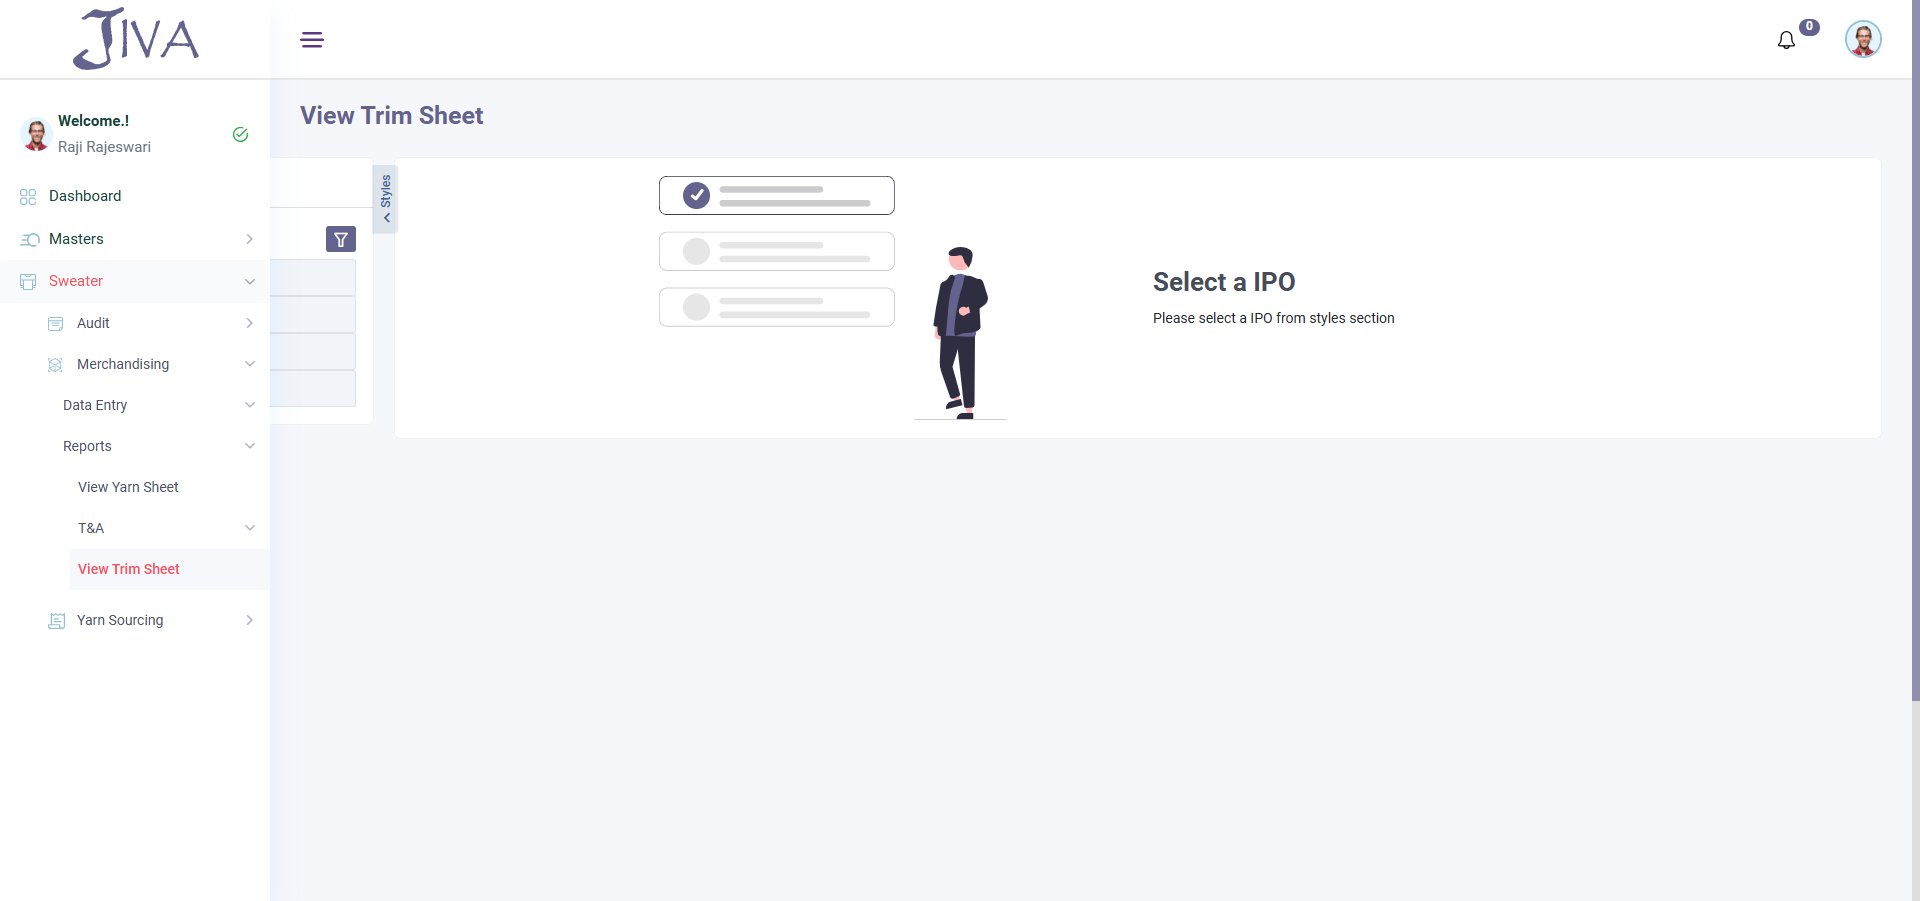 JIVA
0
Welcome.!
Raji Rajeswari
Dashboard
Masters
Sweater
Audit
Merchandising
Data Entry
Reports
View Yarn Sheet
T&A
View Trim Sheet
Yarn Sourcing
View Trim Sheet
Styles
Select a IPO
Please select a IPO from styles section